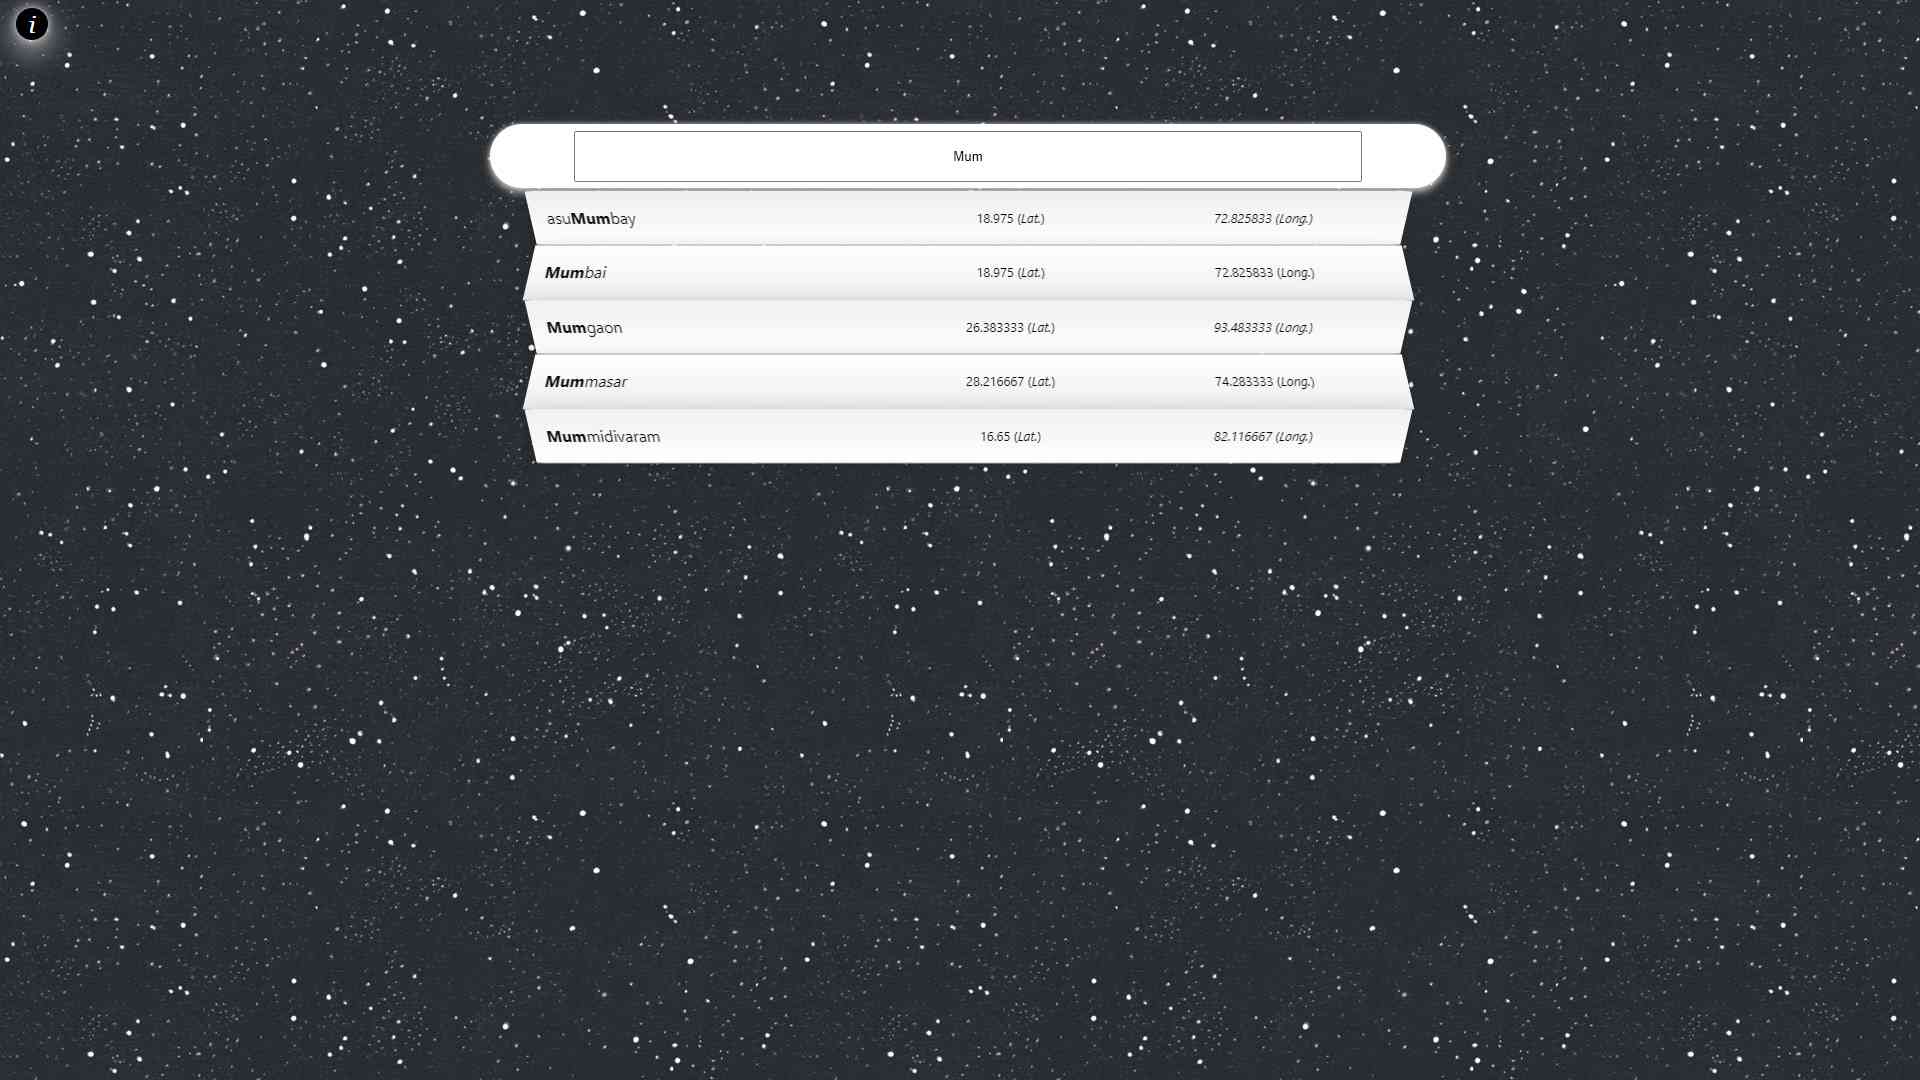 i
Mum
asuMumbay 18.975 (Lat.) 72.825833 (Long.)
Mumbai 18.975 (Lat.) 72.825833 (Long.)
Mumgaon 26.383333 (Lat.) 93.483333 (Long.)
Mummasar 28.216667 (Lat.) 74.283333 (Long.)
Mummidivaram 16.65 (Lat.) 82.116667 (Long.)